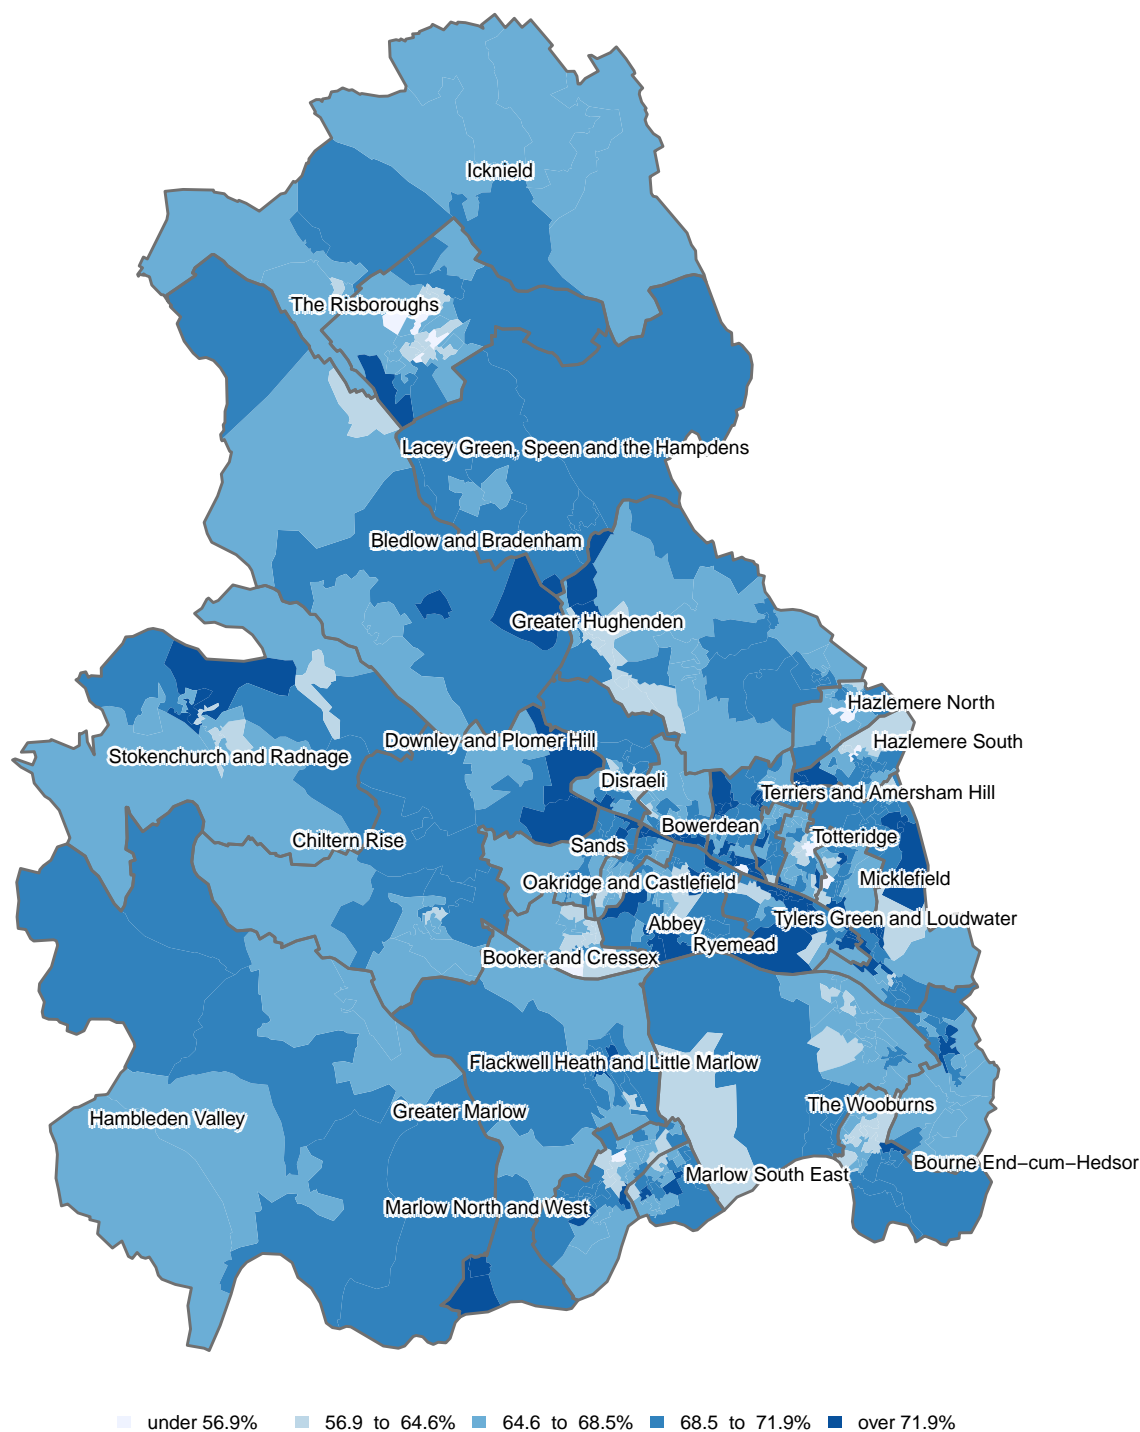 Icknield
The Risboroughs
Lacey Green, Speen and the Hampdens
Bledlow and Bradenham
Greater Hughenden
Hazlemere North
Downley and Plomer Hill
Hazlemere South
Stokenchurch and Radnage
Disraeli
Terriers and Amersham Hill
Bowerdean
Totteridge
Chiltern Rise
Sands
Micklefield
Oakridge and Castlefield
Tylers Green and Loudwater
Abbey
Ryemead
Booker and Cressex
Flackwell Heath and Little Marlow
The Wooburns
Greater Marlow
Hambleden Valley
Bourne End−cum−Hedsor
Marlow South East
Marlow North and West
under 56.9% 56.9 to 64.6% 64.6 to 68.5% 68.5 to 71.9% over 71.9%